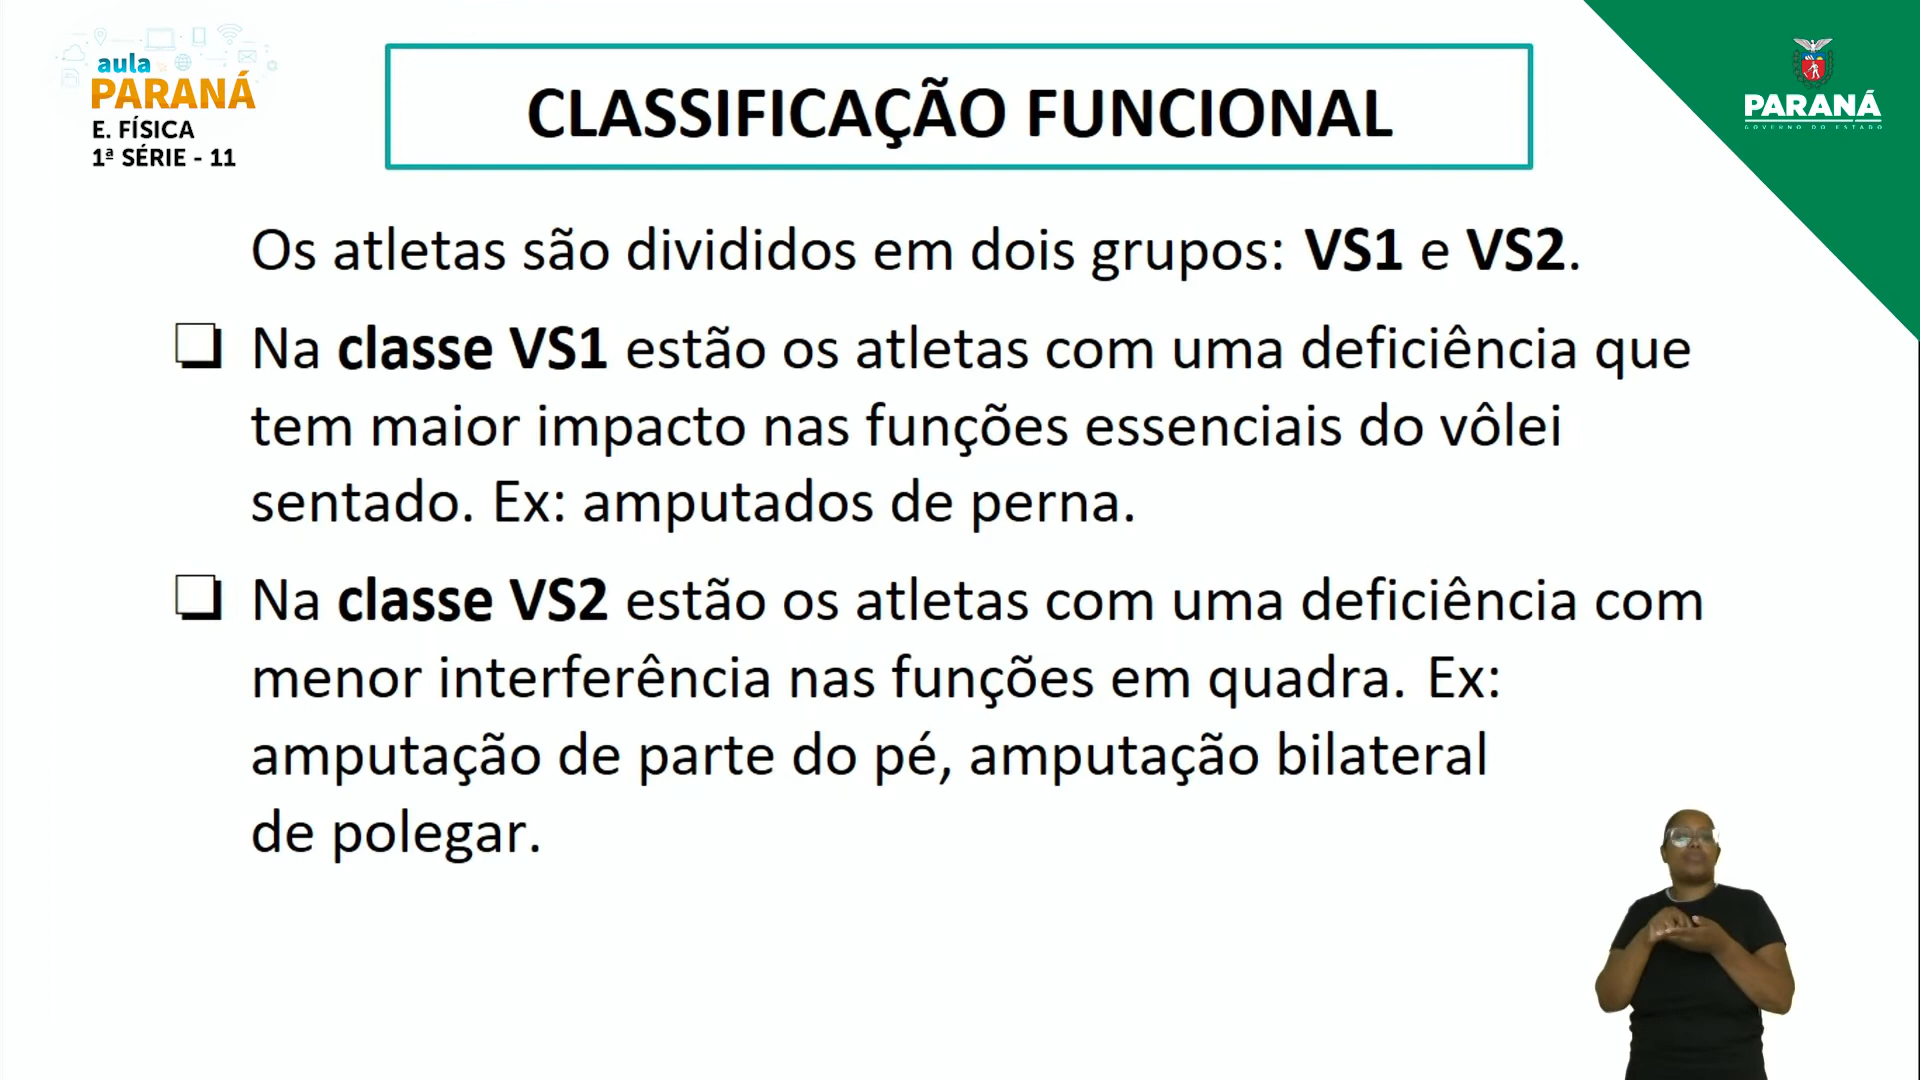 aula
PARANÁ
E. FÍSICA
1ª SÉRIE - 11
CLASSIFICAÇÃO FUNCIONAL
PARANÁ
GOVERNO DO ESTADO
Os atletas são divididos em dois grupos: VS1 e VS2.
Na classe VS1 estão os atletas com uma deficiência que
tem maior impacto nas funções essenciais do vôlei
sentado. Ex: amputados de perna.
Na classe VS2 estão os atletas com uma deficiência com
menor interferência nas funções em quadra. Ex:
amputação de parte do pé, amputação bilateral
de polegar.